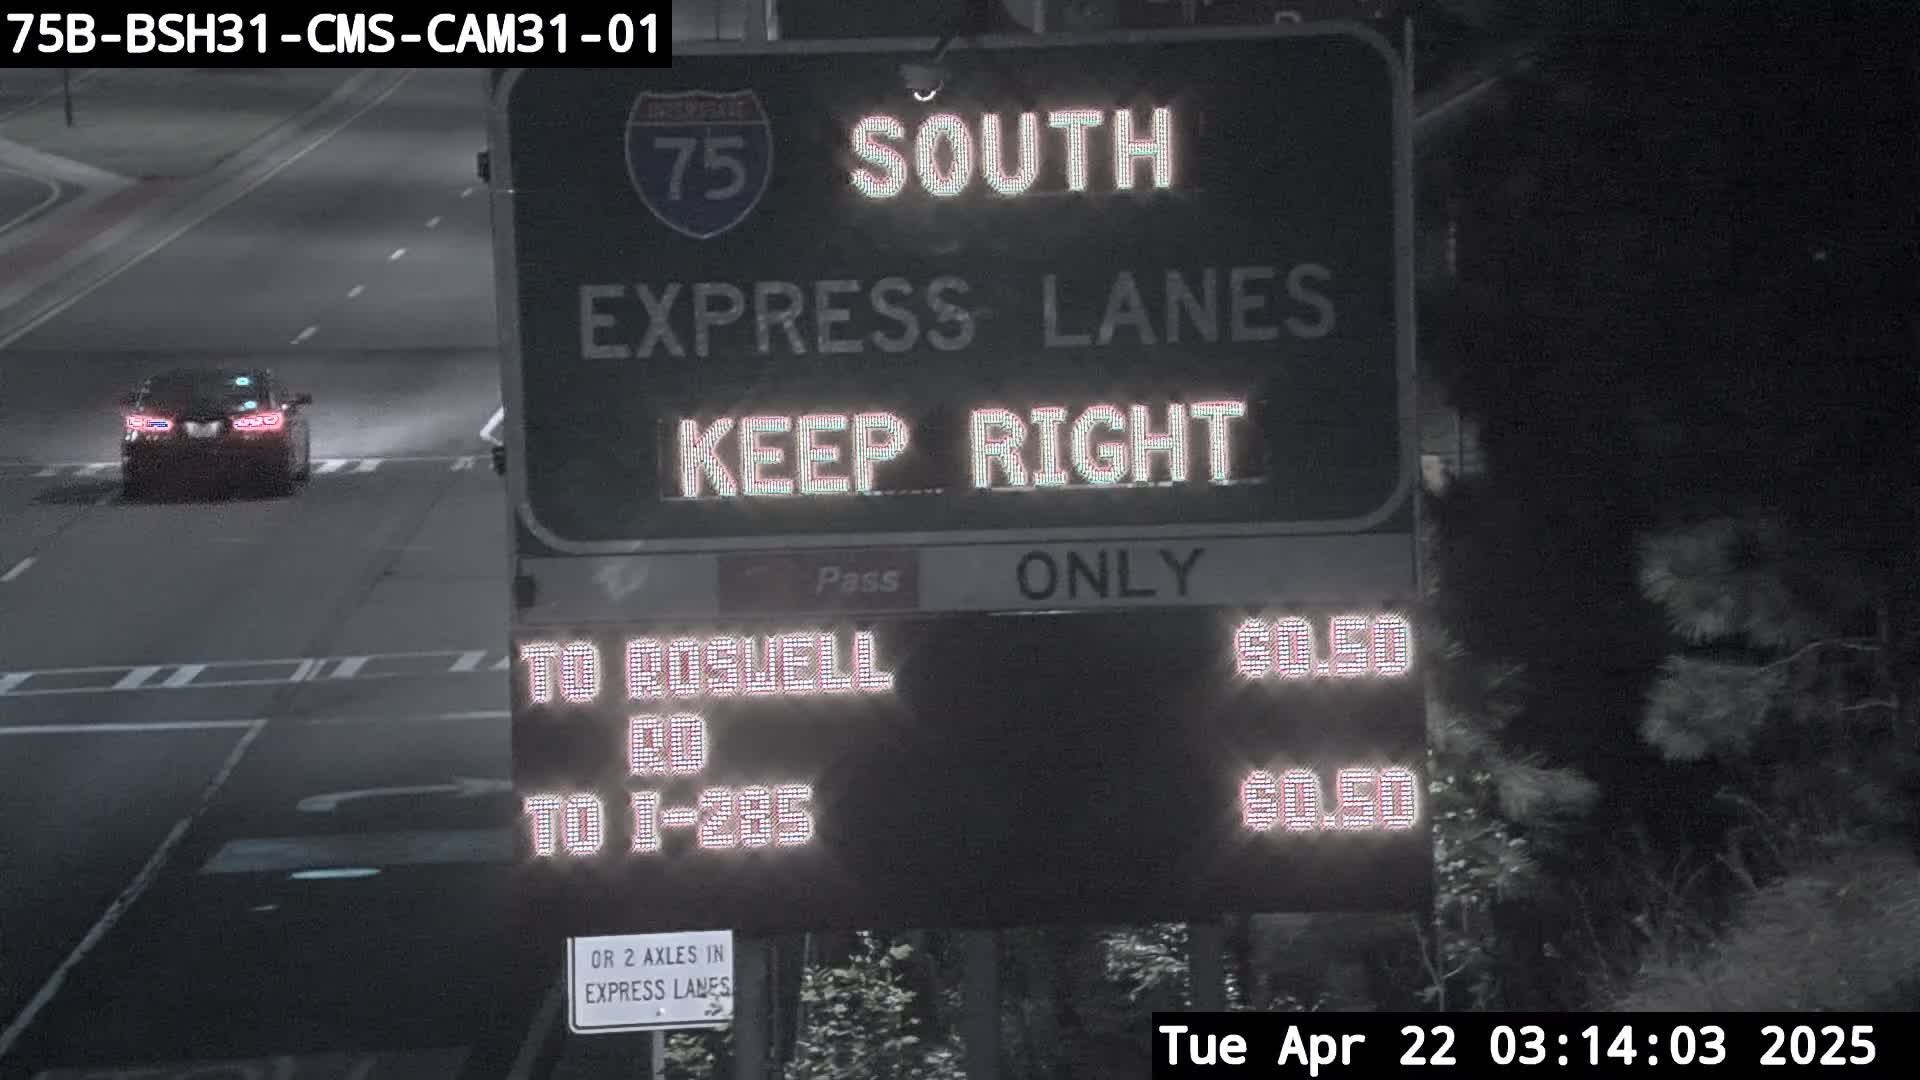 75B-BSH31-CMS-CAM31-01
INTERSTATE
75
SOUTH
EXPRESS LANES
KEEP RIGHT
Pass ONLY
TO ROSWELL $0.50
RD
TO I-285 $0.50
OR 2 AXLES IN
EXPRESS LANES
Tue Apr 22 03:14:03 2025